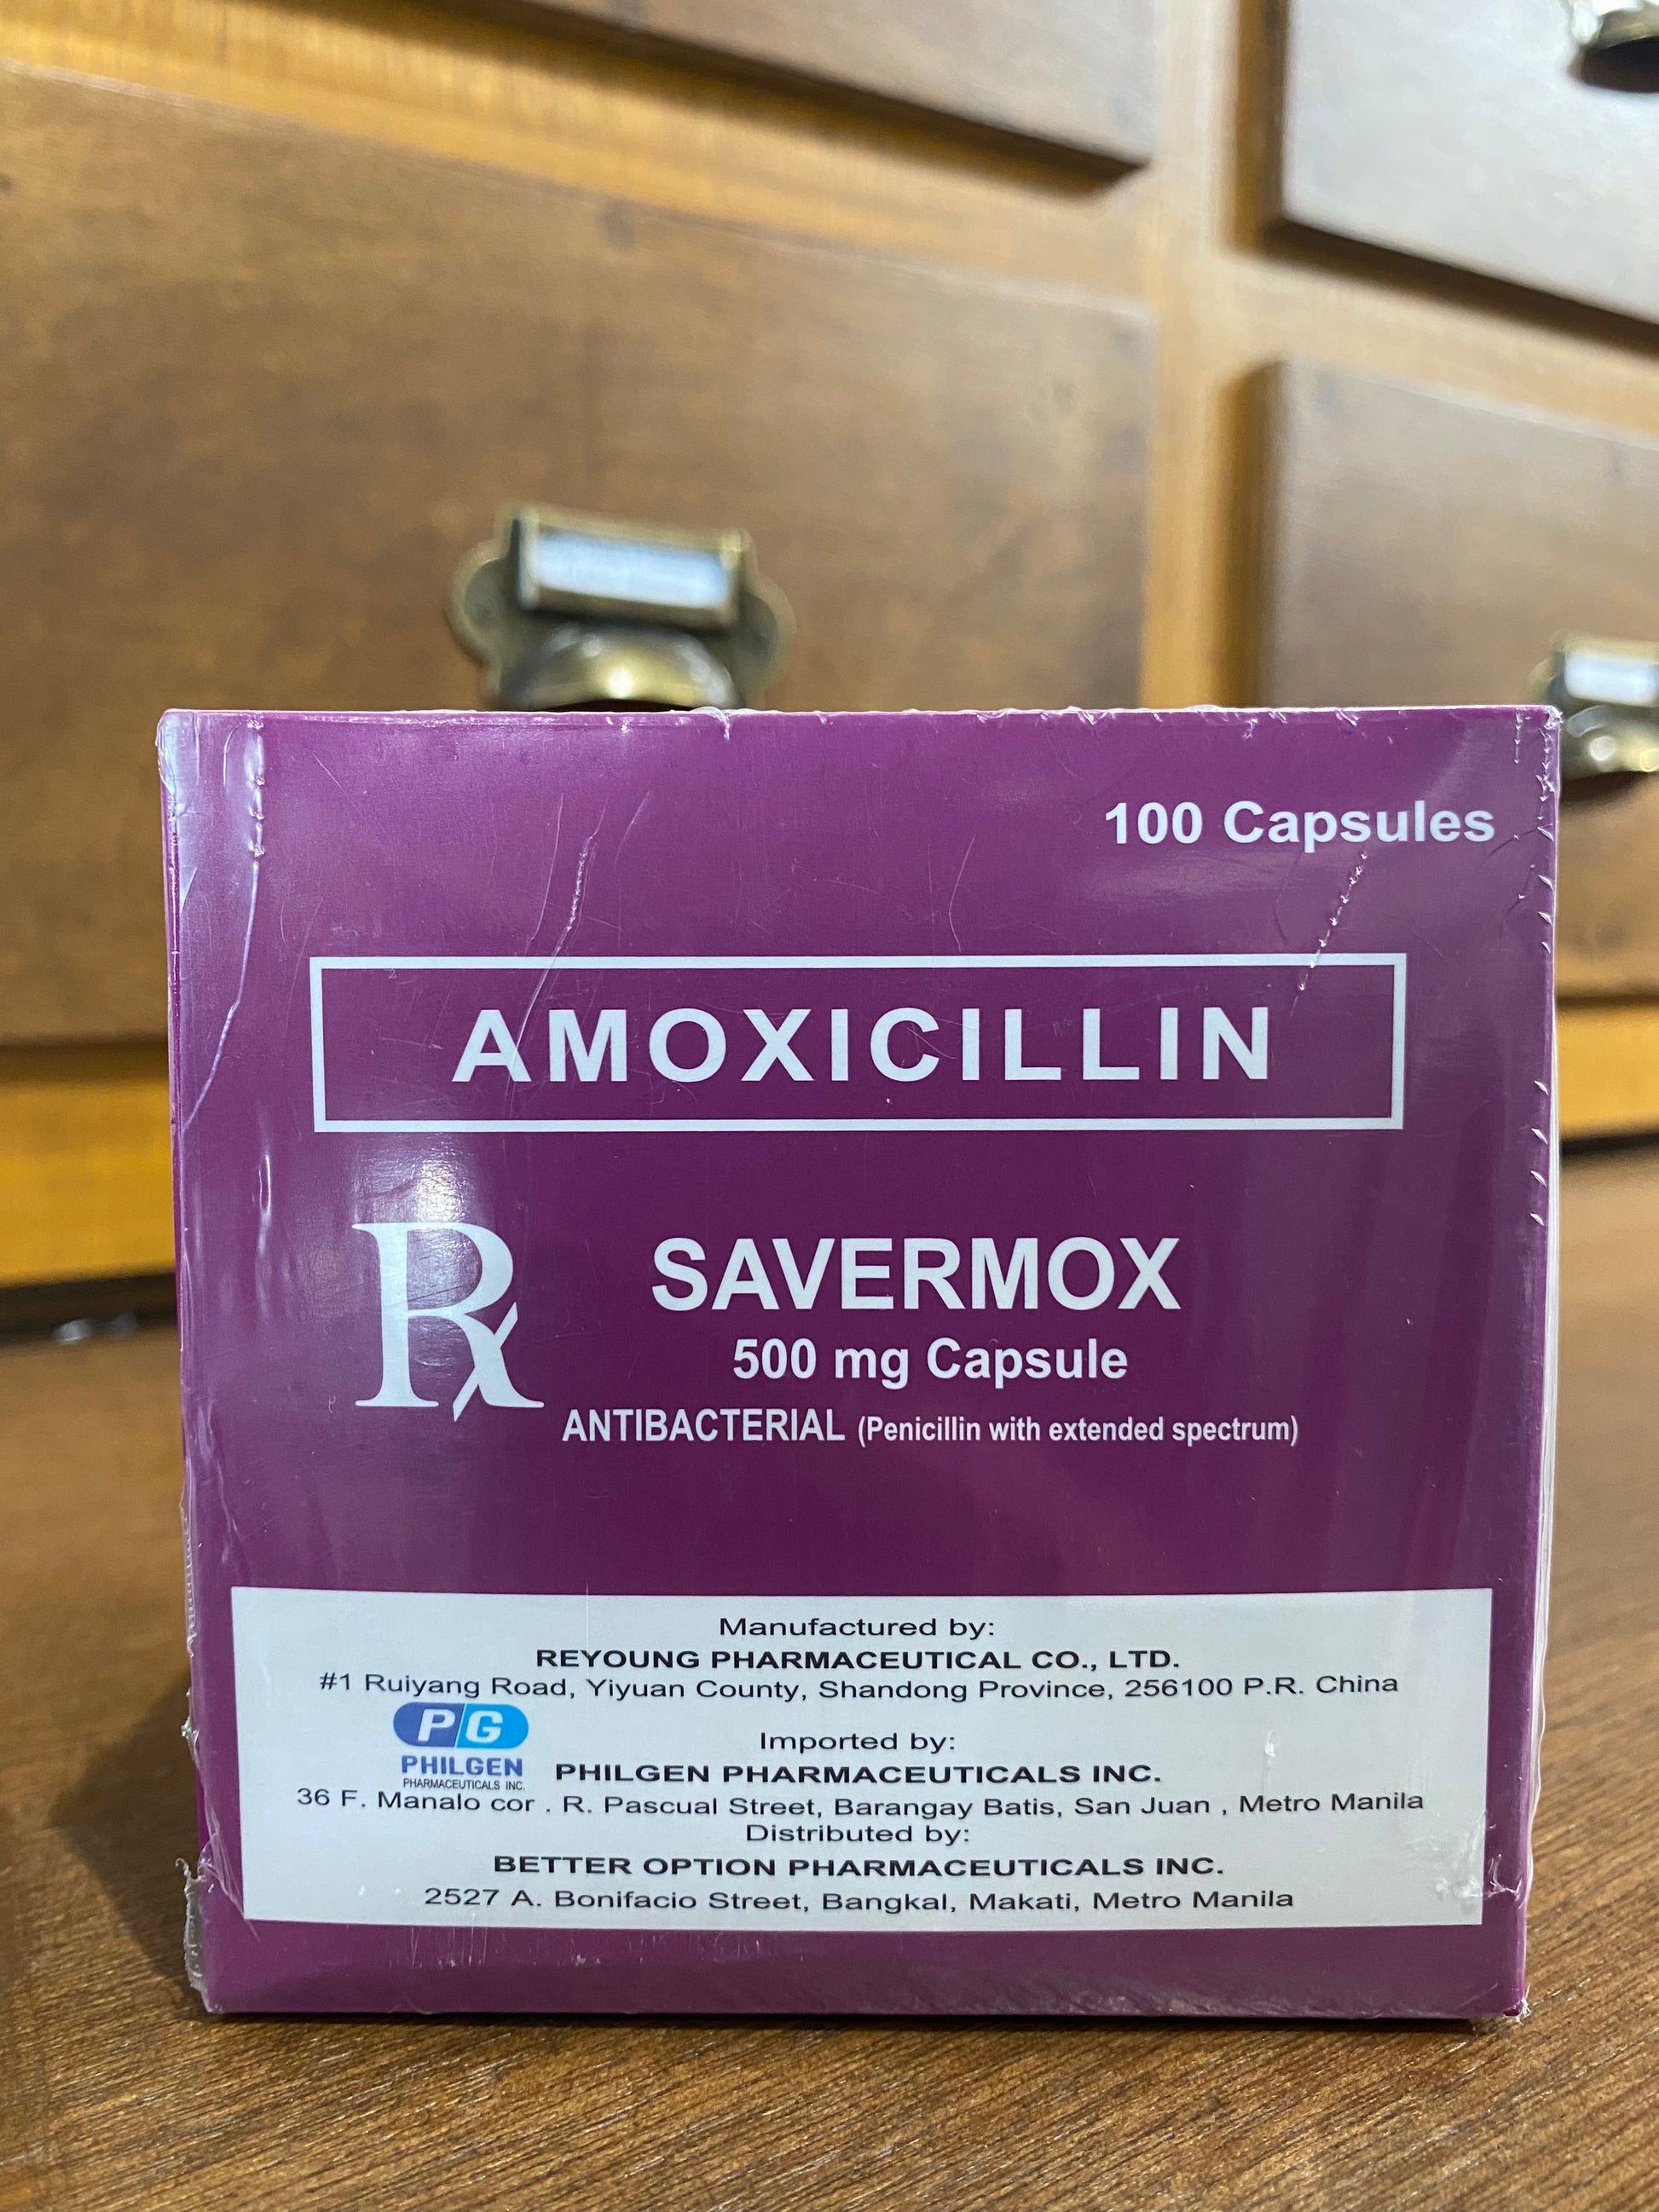 100 Capsules
AMOXICILLIN
Rx
SAVERMOX
500 mg Capsule
ANTIBACTERIAL (Penicillin with extended spectrum)
Manufactured by:
REYOUNG PHARMACEUTICAL CO., LTD.
#1 Ruiyang Road, Yiyuan County, Shandong Province, 256100 P.R. China
PG
PHILGEN
PHARMACEUTICALS INC.
Imported by:
PHILGEN PHARMACEUTICALS INC.
36 F. Manalo cor . R. Pascual Street, Barangay Batis, San Juan , Metro Manila
Distributed by:
BETTER OPTION PHARMACEUTICALS INC.
2527 A. Bonifacio Street, Bangkal, Makati, Metro Manila